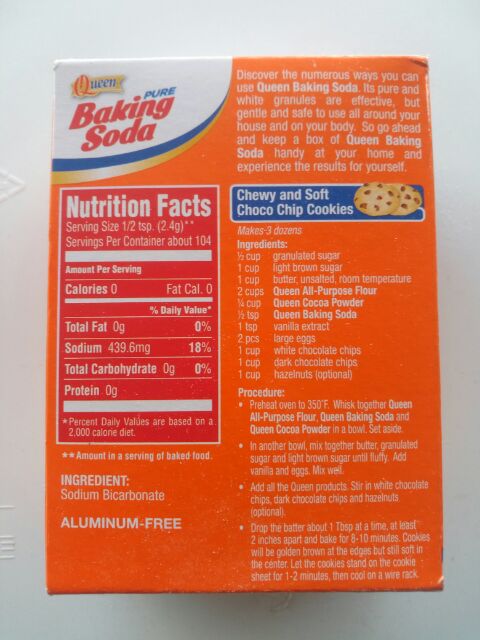 Queen
PURE
Baking
Soda
Discover the numerous ways you can
use Queen Baking Soda. Its pure and
white granules are effective, but
gentle and safe to use all around your
house and on your body. So go ahead
and keep a box of Queen Baking
Soda handy at your home and
experience the results for yourself.
Nutrition Facts
Serving Size 1/2 tsp. (2.4g)**
Servings Per Container about 104
Amount Per Serving
Calories 0 Fat Cal. 0
% Daily Value*
Total Fat 0g 0%
Sodium 439.6mg 18%
Total Carbohydrate 0g 0%
Protein 0g
*Percent Daily Values are based on a
2,000 calorie diet.
**Amount in a serving of baked food.
INGREDIENT:
Sodium Bicarbonate
ALUMINUM-FREE
Chewy and Soft
Choco Chip Cookies
Makes 3 dozens
Ingredients:
½ cup granulated sugar
1 cup light brown sugar
1 cup butter, unsalted, room temperature
2 cups Queen All-Purpose Flour
¼ cup Queen Cocoa Powder
½ tsp Queen Baking Soda
1 tsp vanilla extract
2 pcs large eggs
1 cup white chocolate chips
1 cup dark chocolate chips
1 cup hazelnuts (optional)
Procedure:
• Preheat oven to 350°F. Whisk together Queen
All-Purpose Flour, Queen Baking Soda and
Queen Cocoa Powder in a bowl. Set aside.
• In another bowl, mix together butter, granulated
sugar and light brown sugar until fluffy. Add
vanilla and eggs. Mix well.
• Add all the Queen products. Stir in white chocolate
chips, dark chocolate chips and hazelnuts
(optional).
• Drop the batter about 1 Tbsp at a time, at least
2 inches apart and bake for 8-10 minutes. Cookies
will be golden brown at the edges but still soft in
the center. Let the cookies stand on the cookie
sheet for 1-2 minutes, then cool on a wire rack.